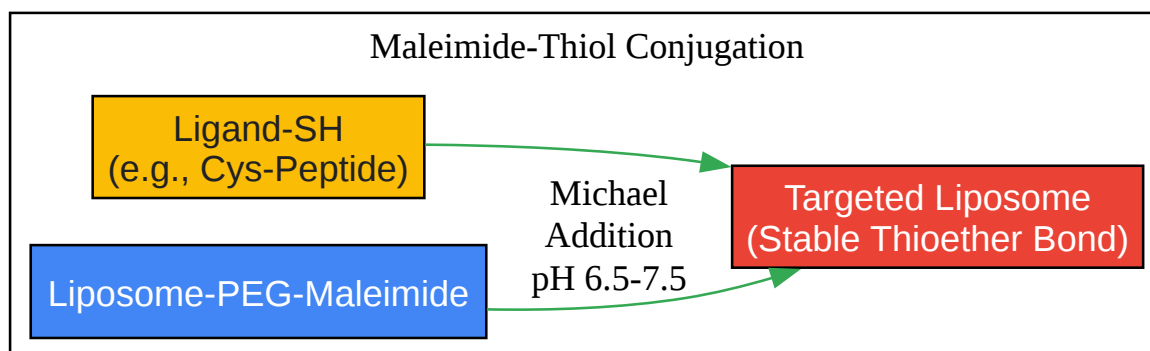 Maleimide-Thiol Conjugation
Ligand-SH
(e.g., Cys-Peptide)
Michael
Addition
pH 6.5-7.5
Targeted Liposome
(Stable Thioether Bond)
Liposome-PEG-Maleimide